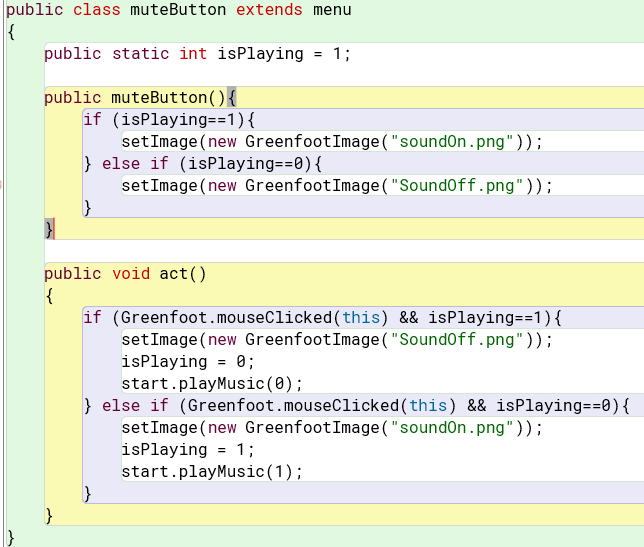 public class muteButton extends menu
{
    public static int isPlaying = 1;

    public muteButton(){
        if (isPlaying==1){
            setImage(new GreenfootImage("soundOn.png"));
        } else if (isPlaying==0){
            setImage(new GreenfootImage("SoundOff.png"));
        }
    }

    public void act()
    {
        if (Greenfoot.mouseClicked(this) && isPlaying==1){
            setImage(new GreenfootImage("SoundOff.png"));
            isPlaying = 0;
            start.playMusic(0);
        } else if (Greenfoot.mouseClicked(this) && isPlaying==0){
            setImage(new GreenfootImage("soundOn.png"));
            isPlaying = 1;
            start.playMusic(1);
        }
    }
}